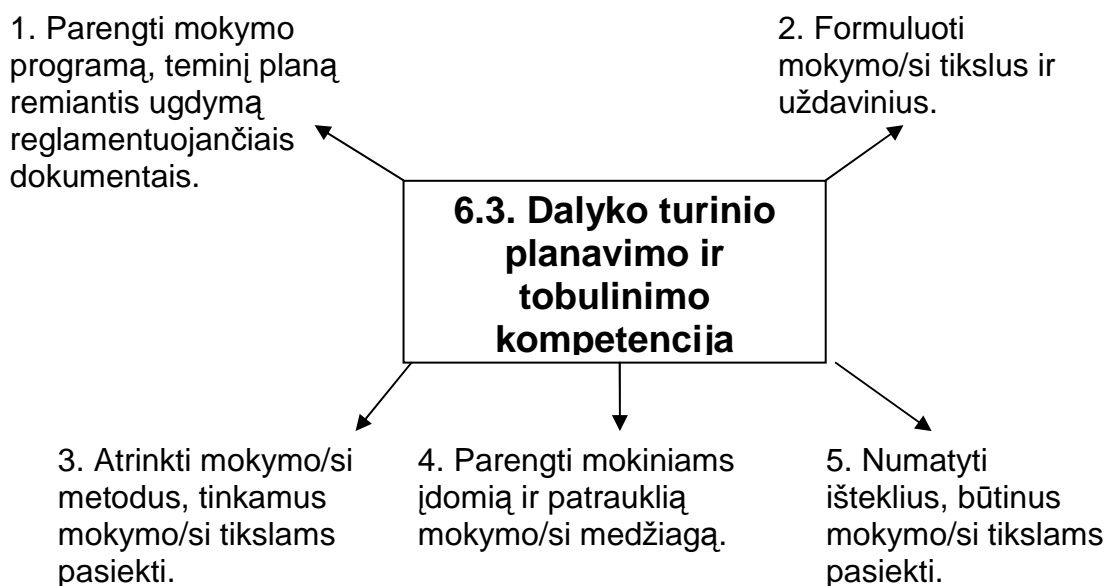 1. Parengti mokymo
programą, teminį planą
remiantis ugdymą
reglamentuojančiais
dokumentais.
2. Formuluoti
mokymo/si tikslus ir
uždavinius.
6.3. Dalyko turinio
planavimo ir
tobulinimo
kompetencija
3. Atrinkti mokymo/si
metodus, tinkamus
mokymo/si tikslams
pasiekti.
4. Parengti mokiniams
įdomią ir patrauklią
mokymo/si medžiagą.
5. Numatyti
išteklius, būtinus
mokymo/si tikslams
pasiekti.